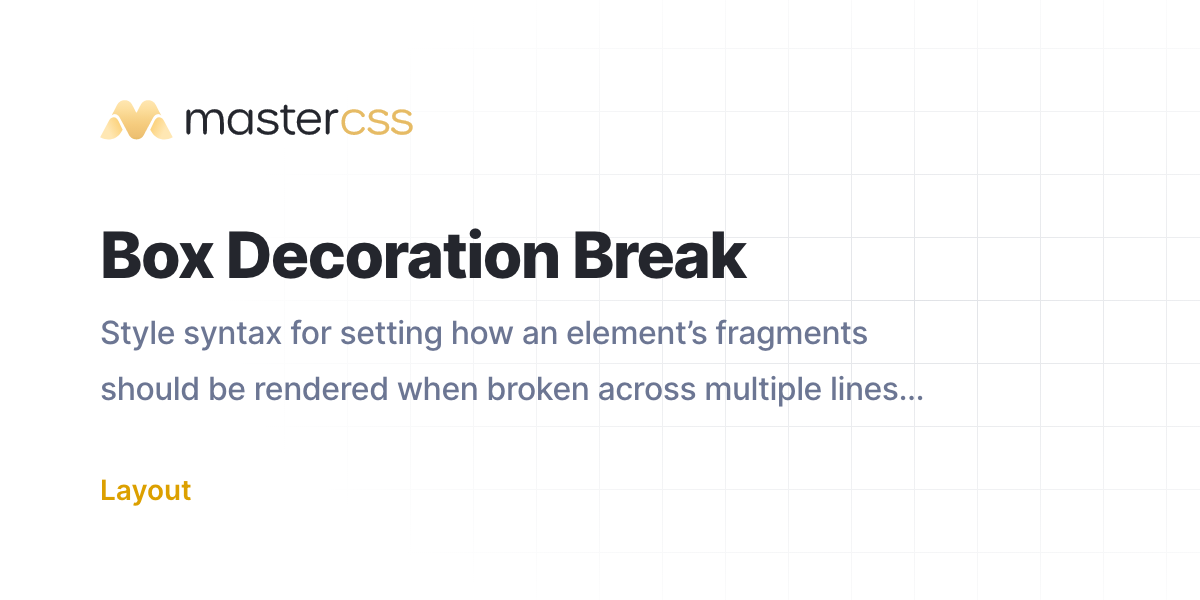 mastercss
Box Decoration Break
Style syntax for setting how an element’s fragments
should be rendered when broken across multiple lines...
Layout